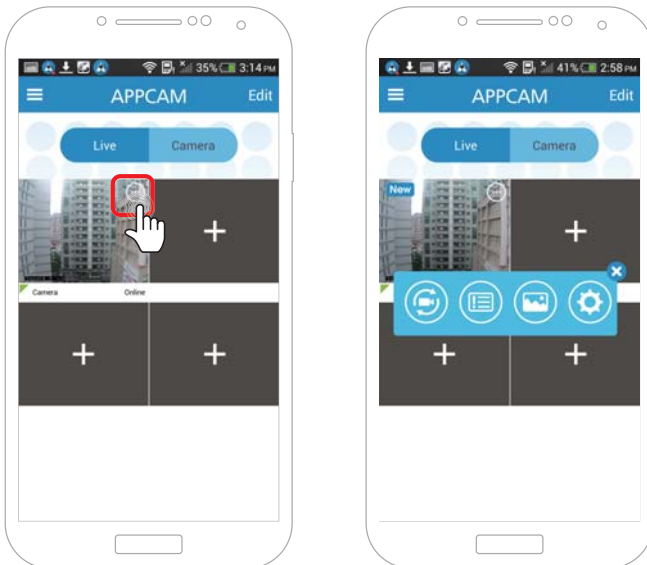 35% 3:14 PM
APPCAM Edit
Live Camera
Camera Online
41% 2:58 PM
APPCAM Edit
Live Camera
New